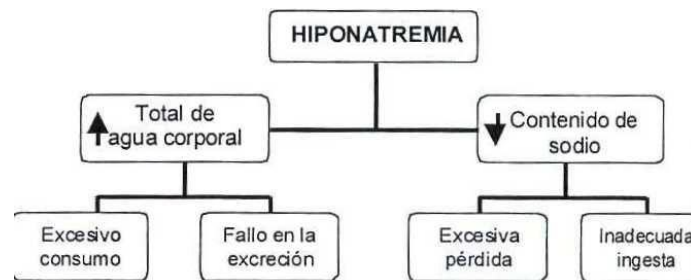 HIPONATREMIA
Total de
agua corporal
Contenido de
sodio
Excesivo
consumo
Fallo en la
excreción
Excesiva
pérdida
Inadecuada
ingesta